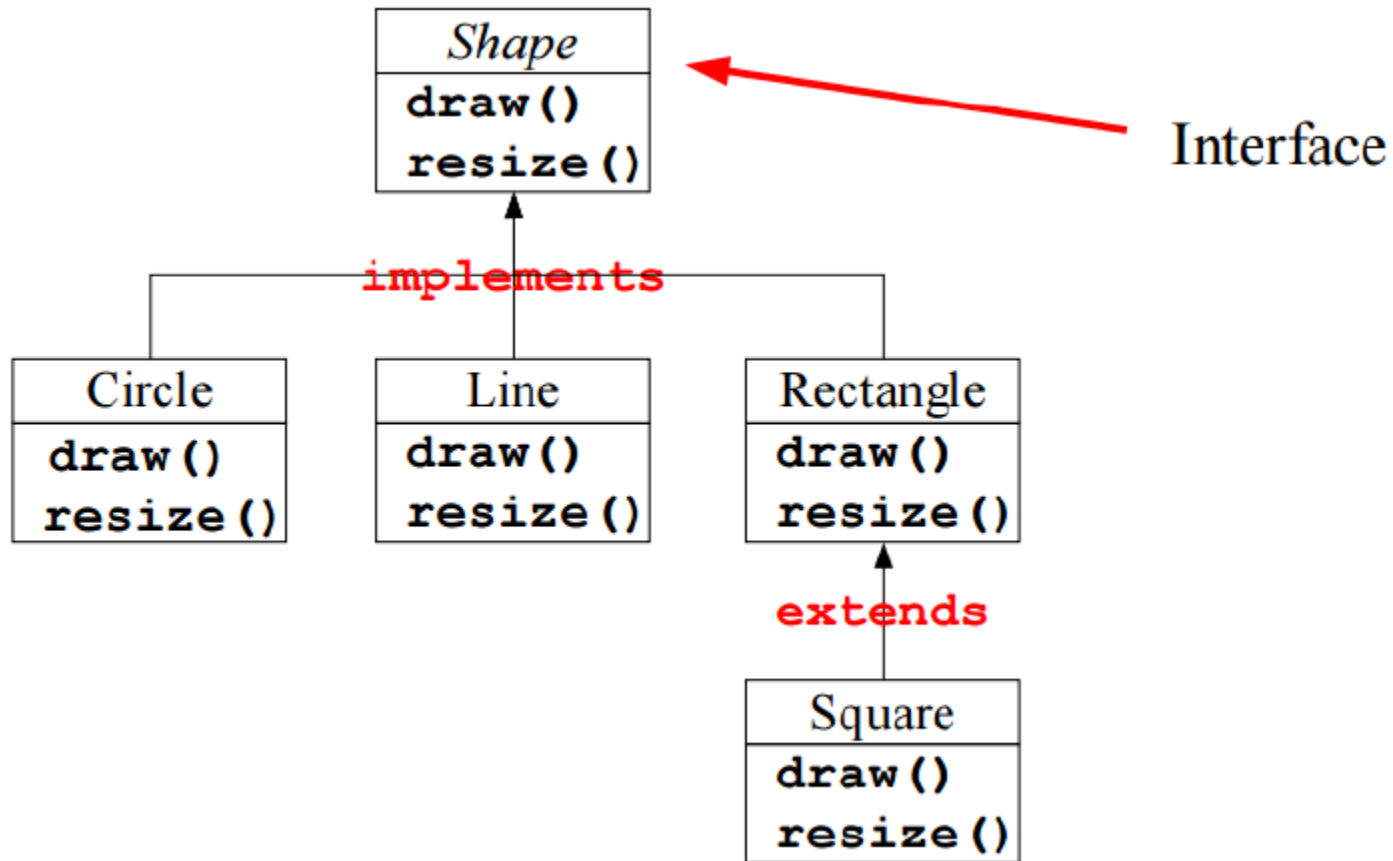 Shape
draw()
resize()
Interface
implements
Circle
draw()
resize()
Line
draw()
resize()
Rectangle
draw()
resize()
extends
Square
draw()
resize()